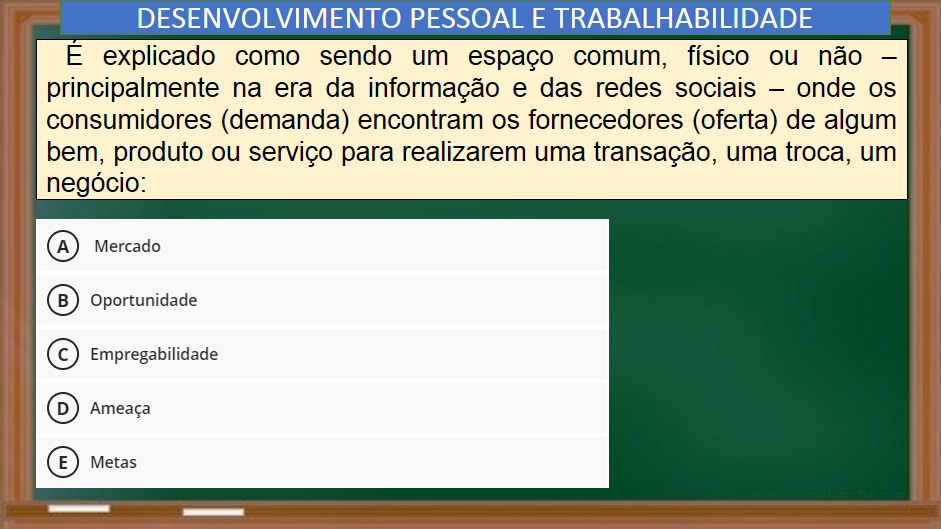 DESENVOLVIMENTO PESSOAL E TRABALHABILIDADE
É explicado como sendo um espaço comum, físico ou não –
principalmente na era da informação e das redes sociais – onde os
consumidores (demanda) encontram os fornecedores (oferta) de algum
bem, produto ou serviço para realizarem uma transação, uma troca, um
negócio:
A Mercado
B Oportunidade
C Empregabilidade
D Ameaça
E Metas